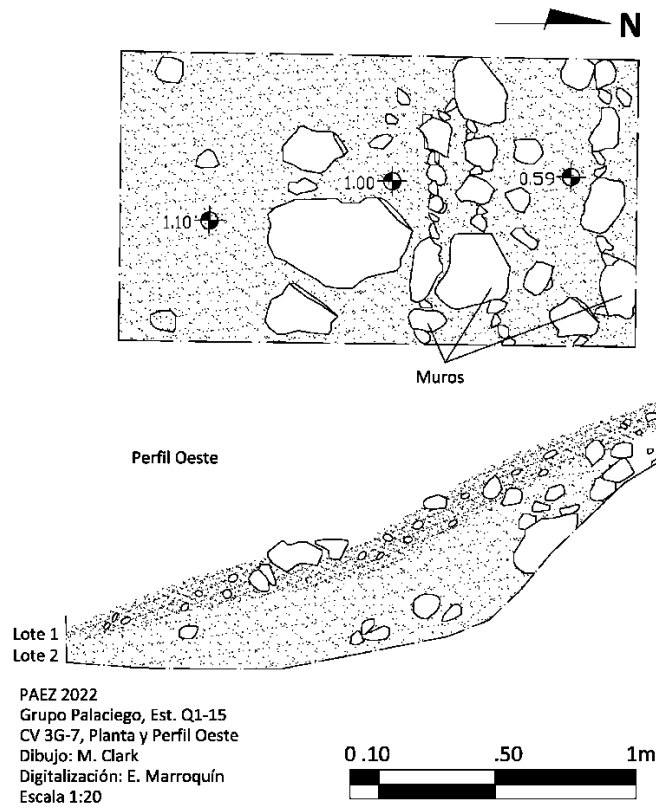 N
1.10
1.00
0.59
Muros
Perfil Oeste
Lote 1
Lote 2
PAEZ 2022
Grupo Palaciego, Est. Q1-15
CV 3G-7, Planta y Perfil Oeste
Dibujo: M. Clark
Digitalización: E. Marroquín
Escala 1:20
0 .10 .50 1m